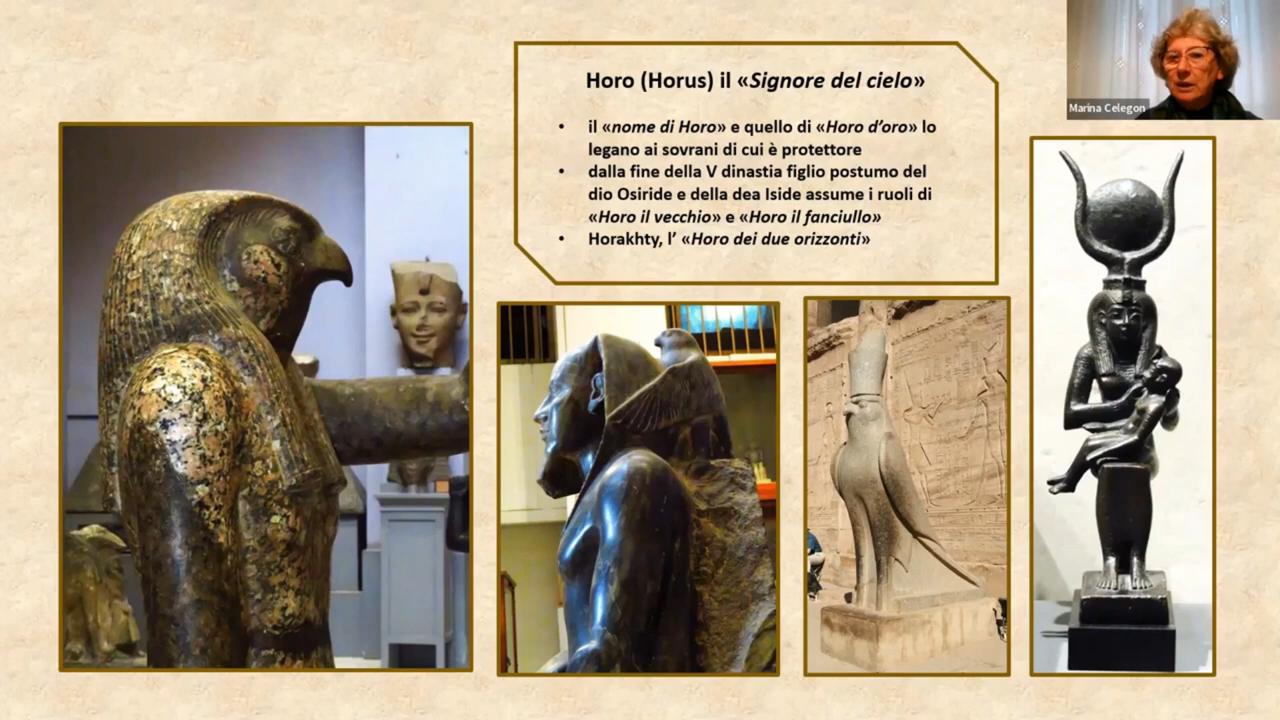 Horo (Horus) il «Signore del cielo»
• il «nome di Horo» e quello di «Horo d’oro» lo
legano ai sovrani di cui è protettore
• dalla fine della V dinastia figlio postumo del
dio Osiride e della dea Iside assume i ruoli di
«Horo il vecchio» e «Horo il fanciullo»
• Horakhty, l’ «Horo dei due orizzonti»
Marina Celegon